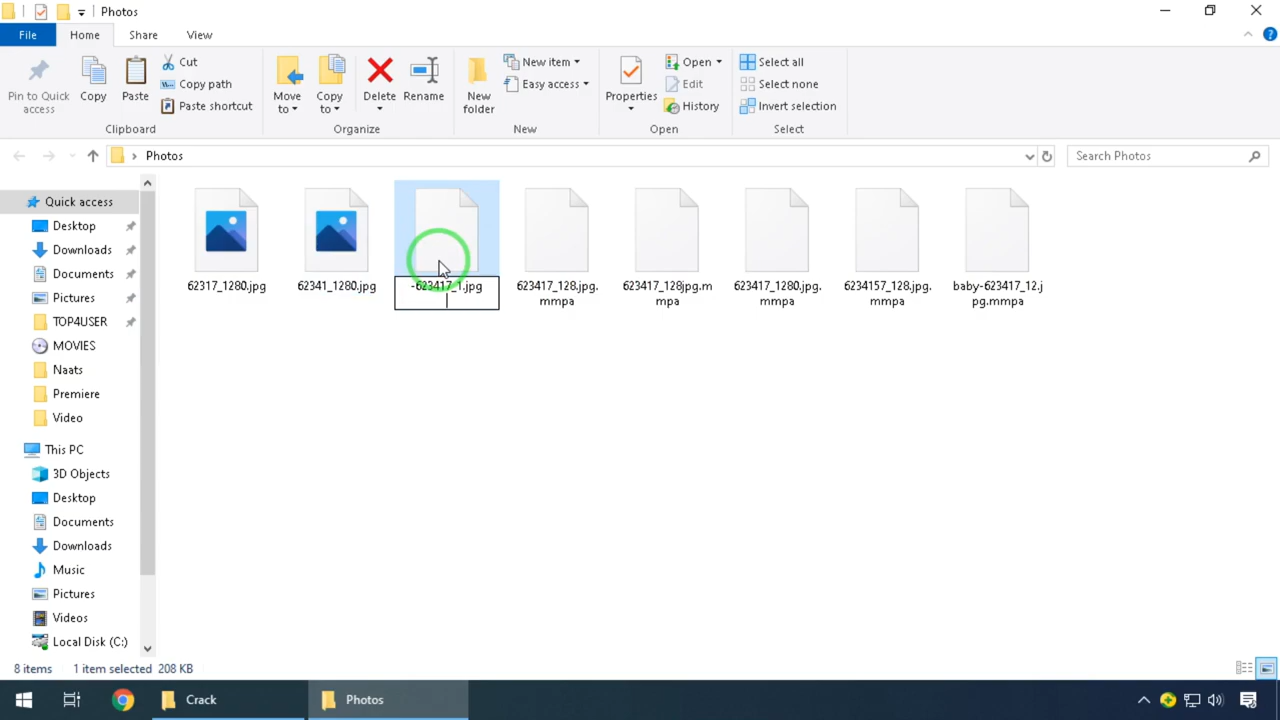 Photos
File
Home
Share
View
Pin to Quick
access
Copy
Paste
Cut
Copy path
Paste shortcut
Clipboard
Move
to
Copy
to
Delete
Rename
Organize
New
folder
New item
Easy access
New
Properties
Open
Edit
History
Open
Select all
Select none
Invert selection
Select
Photos
Search Photos
Quick access
Desktop
Downloads
Documents
Pictures
TOP4USER
MOVIES
Naats
Premiere
Video
This PC
3D Objects
Desktop
Documents
Downloads
Music
Pictures
Videos
Local Disk (C:)
62317_1280.jpg
62341_1280.jpg
-623417_1.jpg
623417_128.jpg.
mmpa
623417_128jpg.m
mpa
623417_1280.jpg.
mmpa
6234157_128.jpg.
mmpa
baby-623417_12.j
pg.mmpa
8 items
1 item selected 208 KB
Crack
Photos